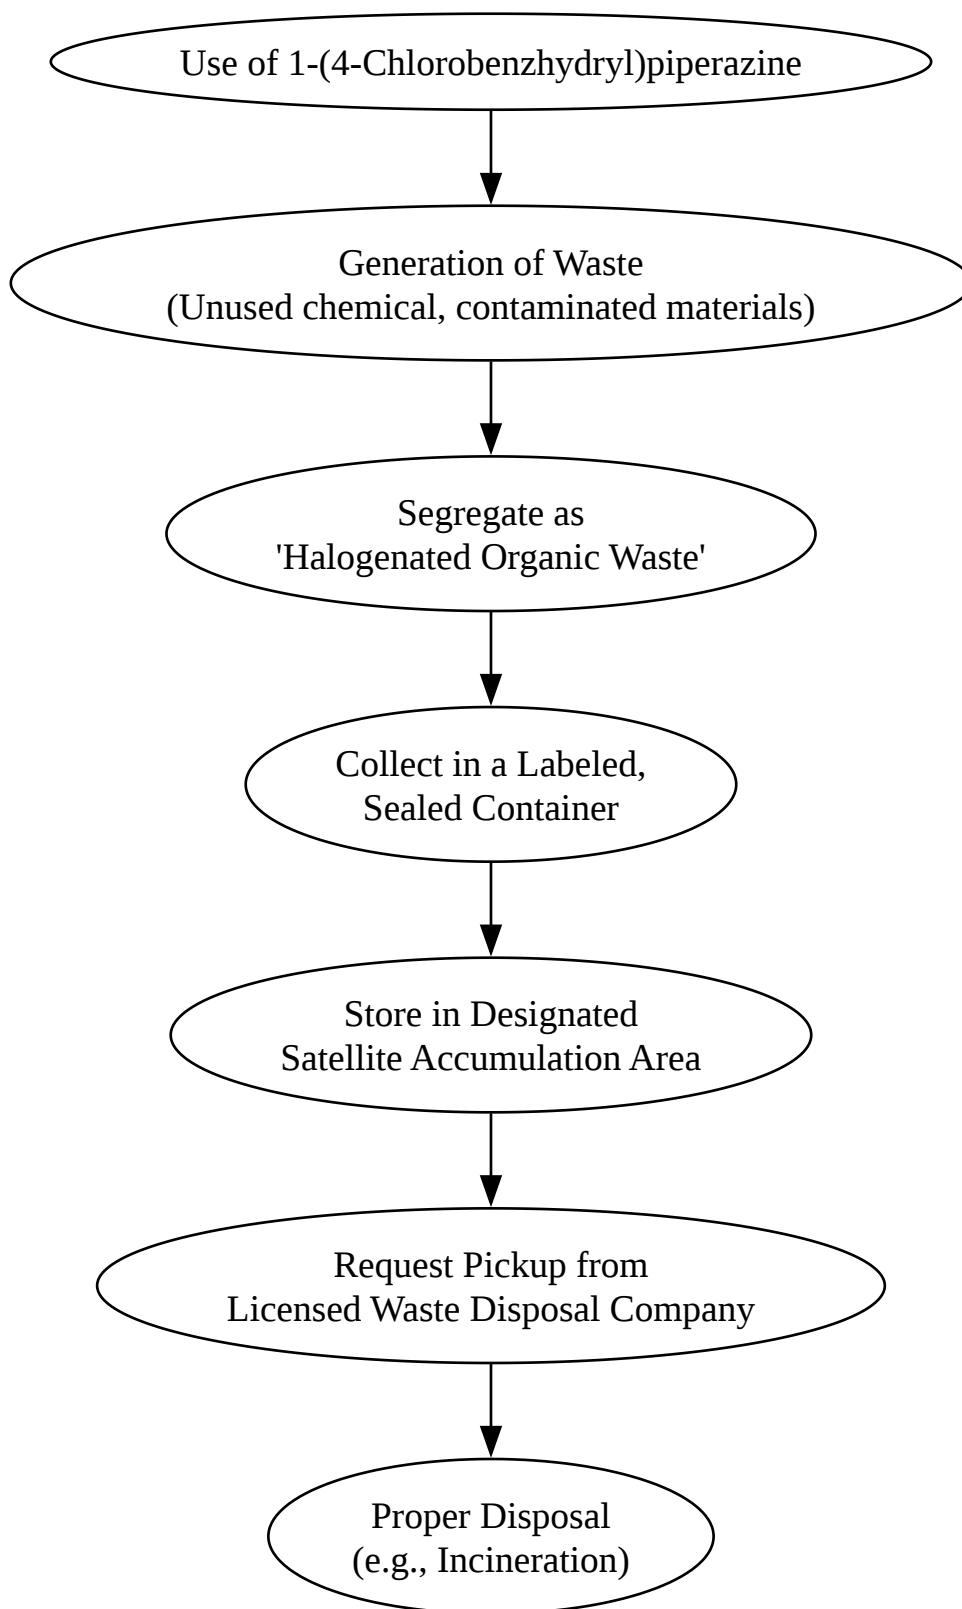 Use of 1-(4-Chlorobenzhydryl)piperazine
Generation of Waste
(Unused chemical, contaminated materials)
Segregate as
'Halogenated Organic Waste'
Collect in a Labeled,
Sealed Container
Store in Designated
Satellite Accumulation Area
Request Pickup from
Licensed Waste Disposal Company
Proper Disposal
(e.g., Incineration)